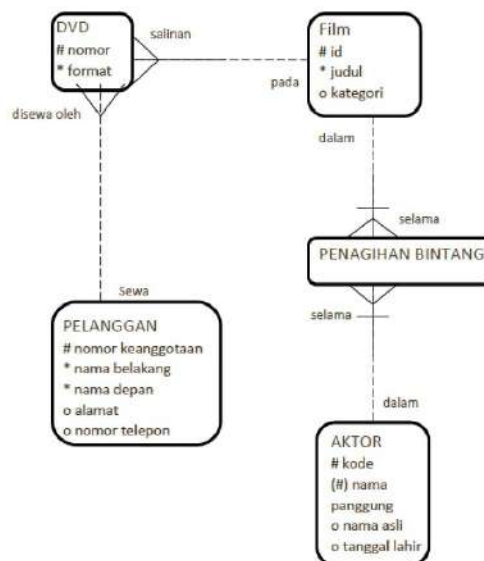 DVD
# nomor
* format
salinan
Film
# id
* judul
o kategori
pada
disewa oleh
dalam
selama
PENAGIHAN BINTANG
selama
Sewa
PELANGGAN
# nomor keanggotaan
* nama belakang
* nama depan
o alamat
o nomor telepon
dalam
AKTOR
# kode
(#) nama
panggung
o nama asli
o tanggal lahir